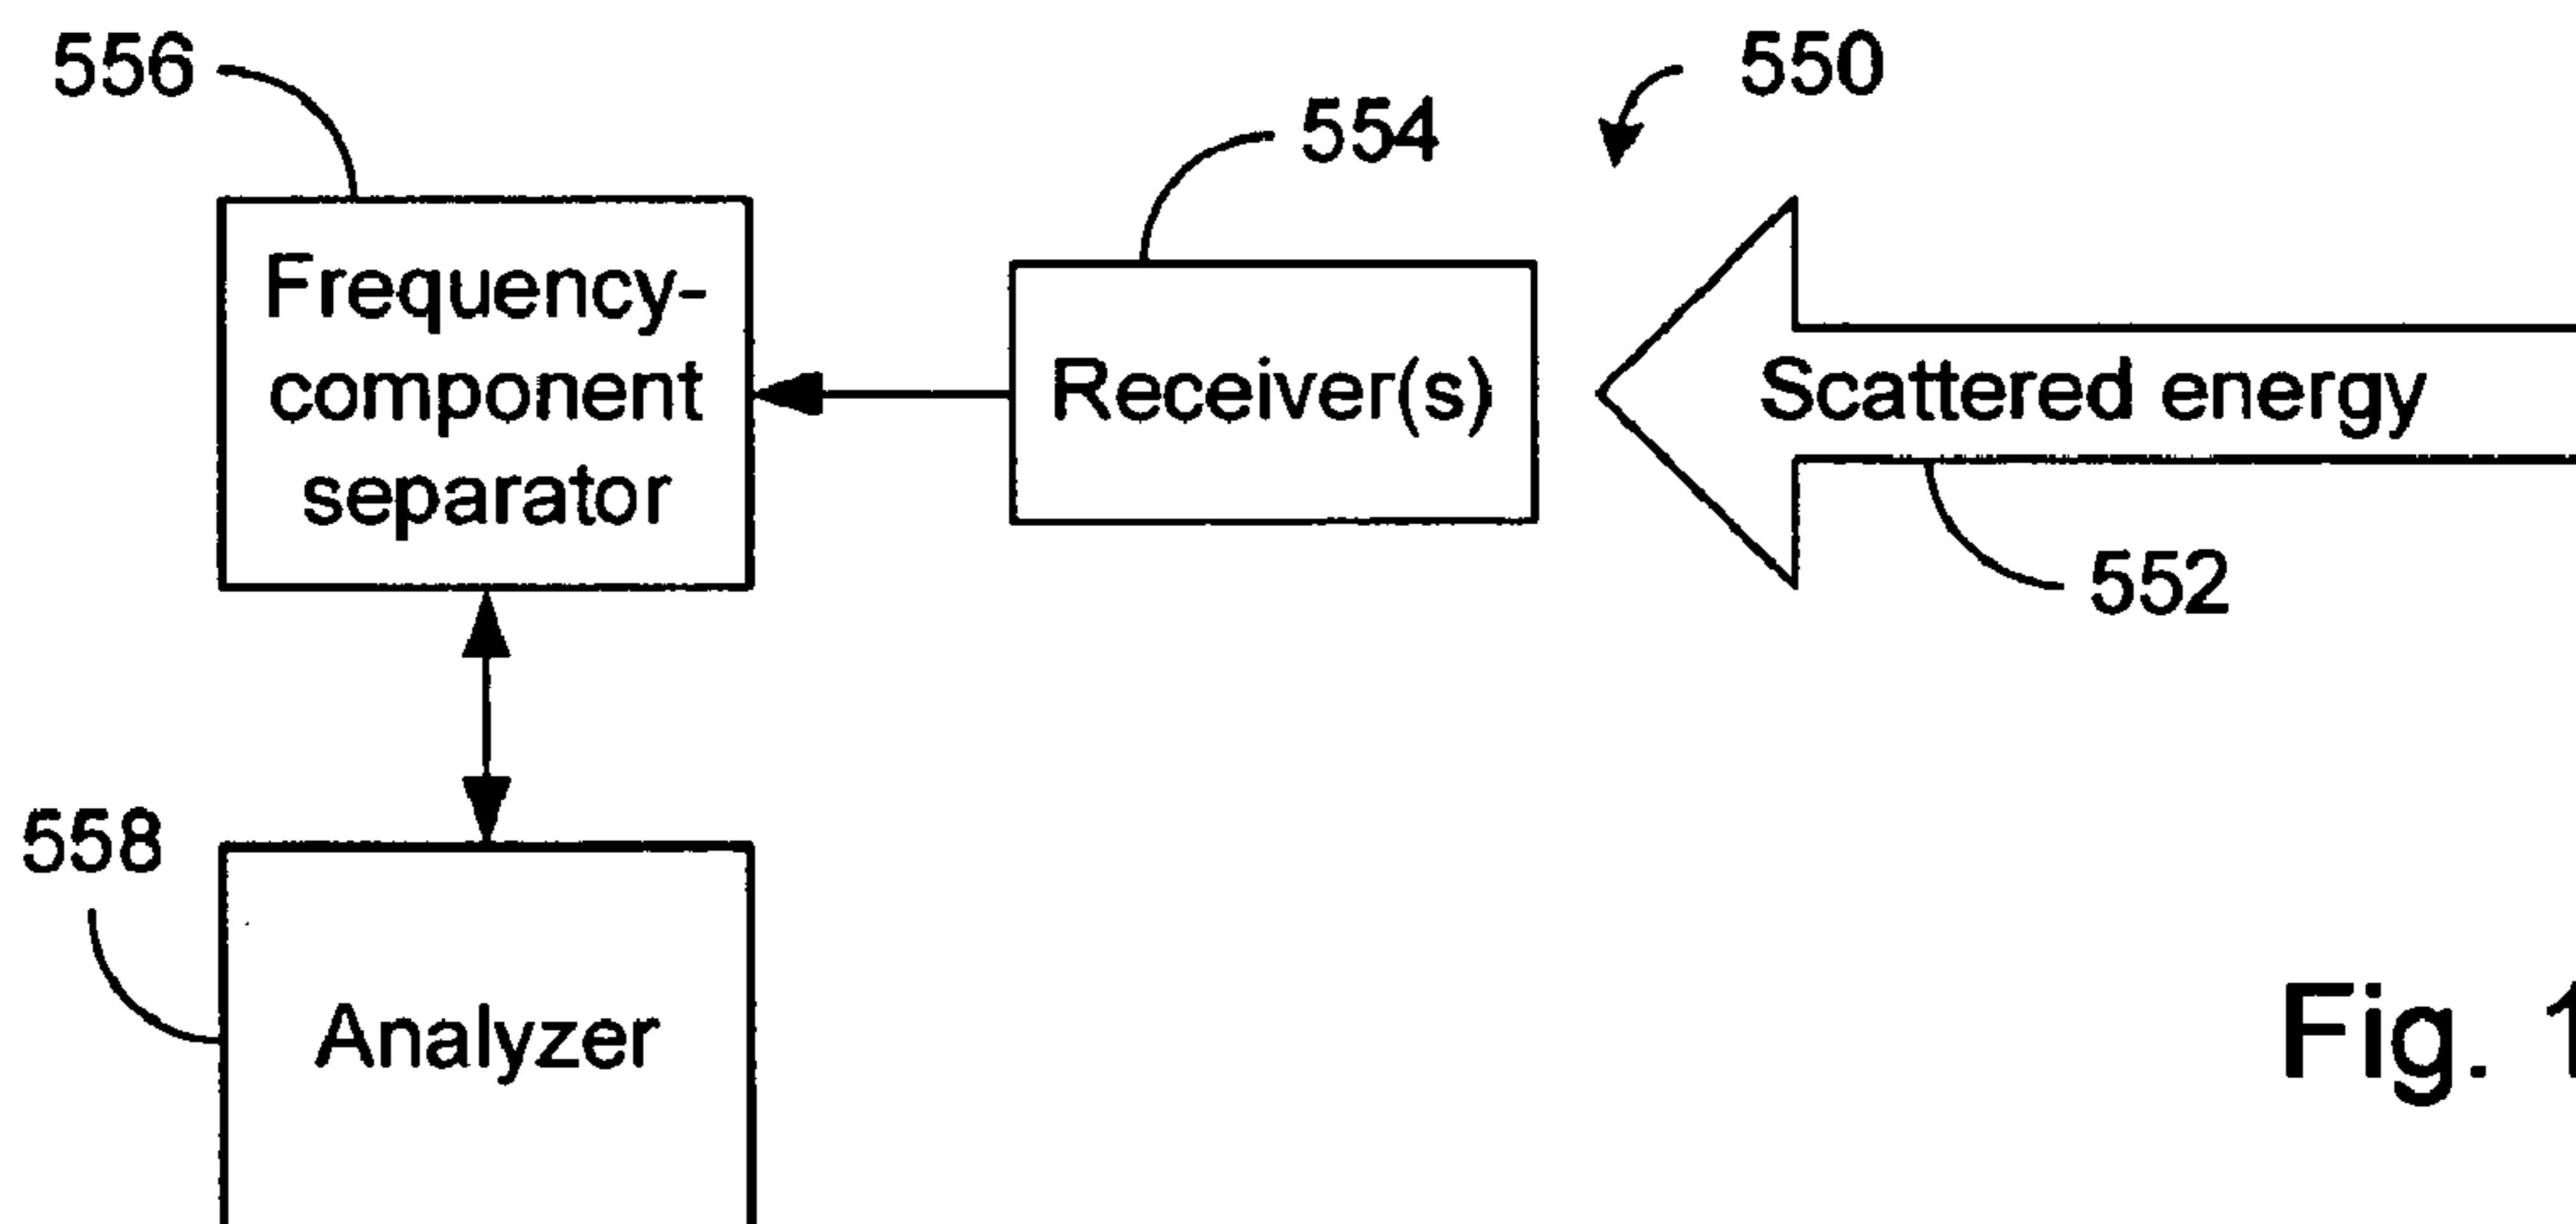 556
550
554
Frequency-
component
separator
Receiver(s)
Scattered energy
552
558
Analyzer
Fig. 1